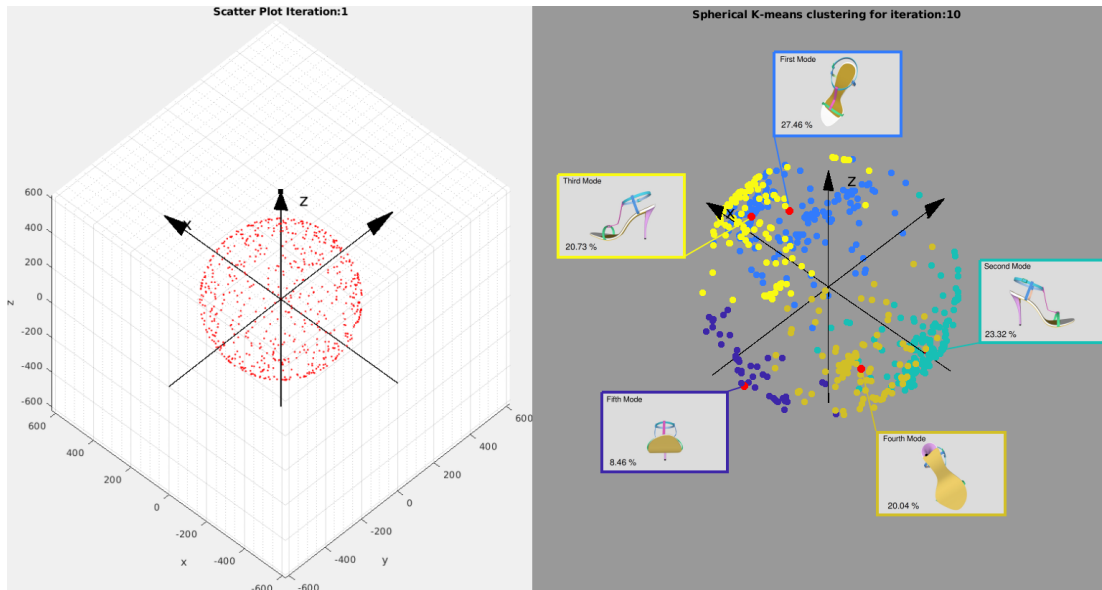 Scatter Plot Iteration:1
z
x
600
400
200
0
-200
-400
-600
z
600
400
200
0
-200
-400
-600
x
-600
-400
-200
0
200
400
600
y
Spherical K-means clustering for iteration:10
First Mode
27.46 %
Third Mode
20.73 %
x
z
Second Mode
23.32 %
Fifth Mode
8.46 %
Fourth Mode
20.04 %